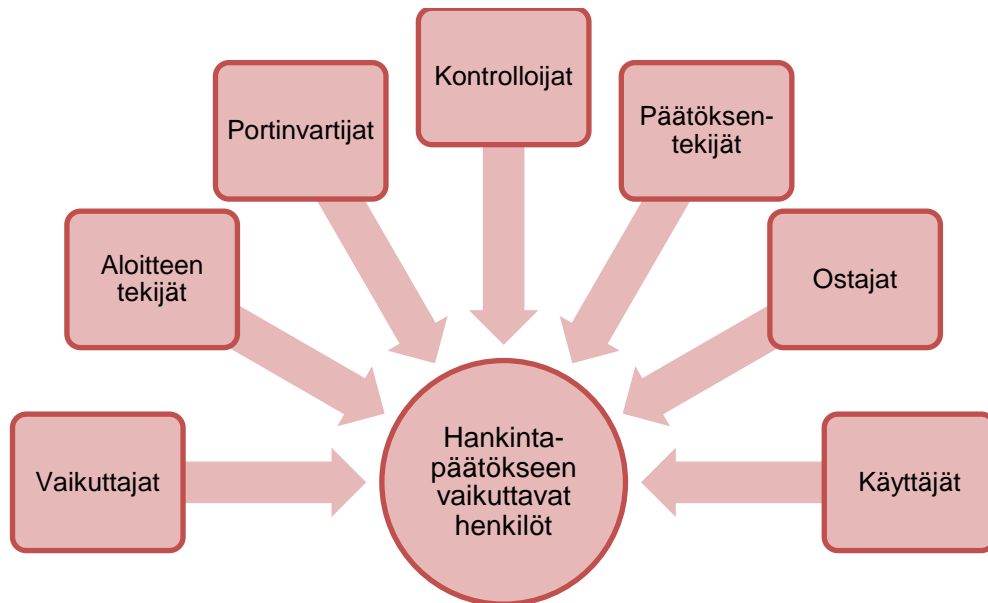 Kontrolloijat
Portinvartijat
Päätöksen-
tekijät
Aloitteen
tekijät
Ostajat
Vaikuttajat
Hankinta-
päätökseen
vaikuttavat
henkilöt
Käyttäjät